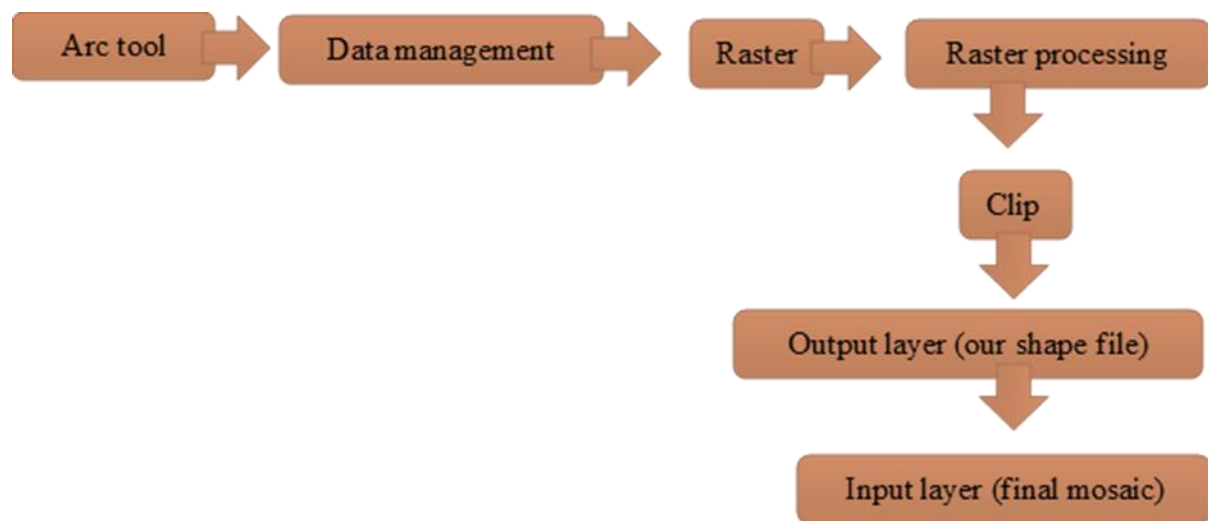 Arc tool
Data management
Raster
Raster processing
Clip
Output layer (our shape file)
Input layer (final mosaic)